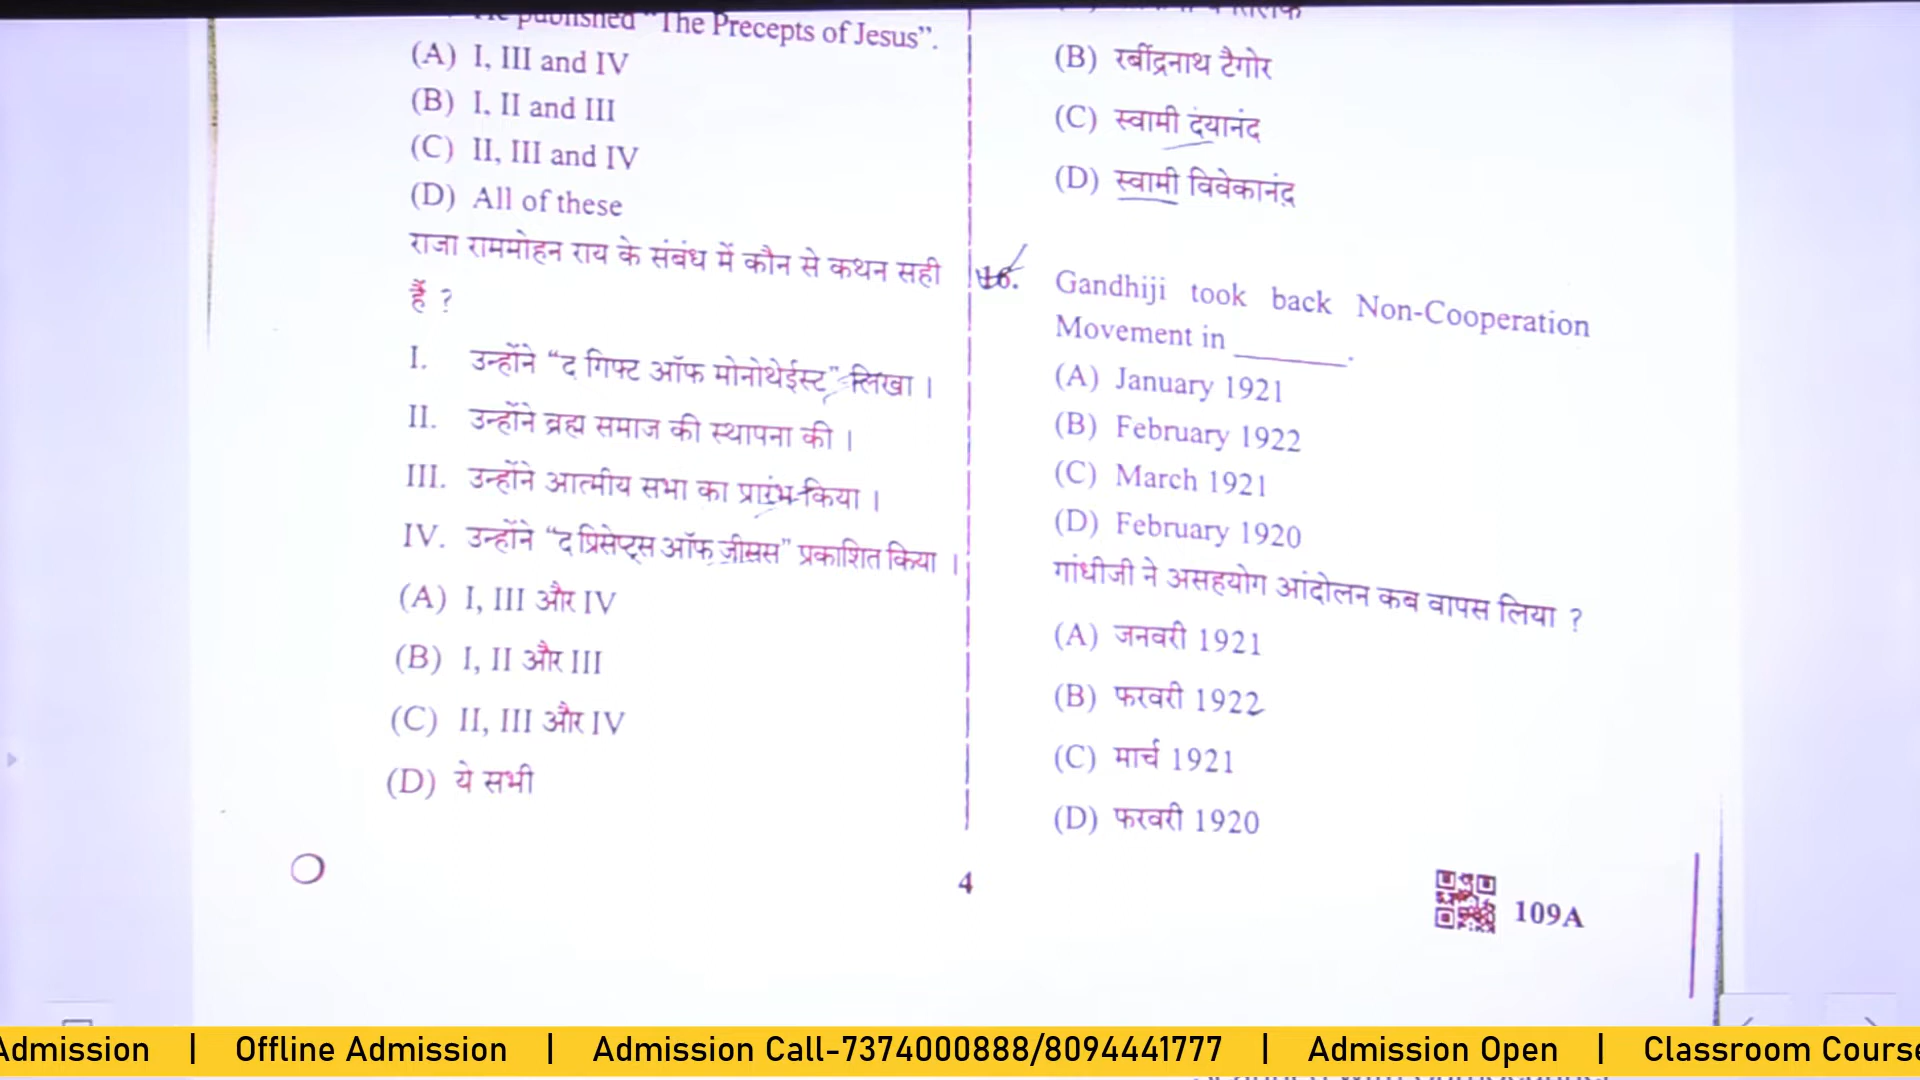 published "The Precepts of Jesus".
(A) I, III and IV
(B) I, II and III
(C) II, III and IV
(D) All of these
राजा राममोहन राय के संबंध में कौन से कथन सही
हैं ?
I. उन्होंने “द गिफ्ट ऑफ मोनोथेईस्ट” लिखा ।
II. उन्होंने ब्रह्म समाज की स्थापना की ।
III. उन्होंने आत्मीय सभा का प्रारंभ किया ।
IV. उन्होंने “द प्रिसेप्ट्स ऑफ जीसस” प्रकाशित किया ।
(A) I, III और IV
(B) I, II और III
(C) II, III और IV
(D) ये सभी
(B) रबींद्रनाथ टैगोर
(C) स्वामी दयानंद
(D) स्वामी विवेकानंद
16. Gandhiji took back Non-Cooperation
Movement in ______.
(A) January 1921
(B) February 1922
(C) March 1921
(D) February 1920
गांधीजी ने असहयोग आंदोलन कब वापस लिया ?
(A) जनवरी 1921
(B) फरवरी 1922
(C) मार्च 1921
(D) फरवरी 1920
4
109A
Admission | Offline Admission | Admission Call-7374000888/8094441777 | Admission Open | Classroom Course